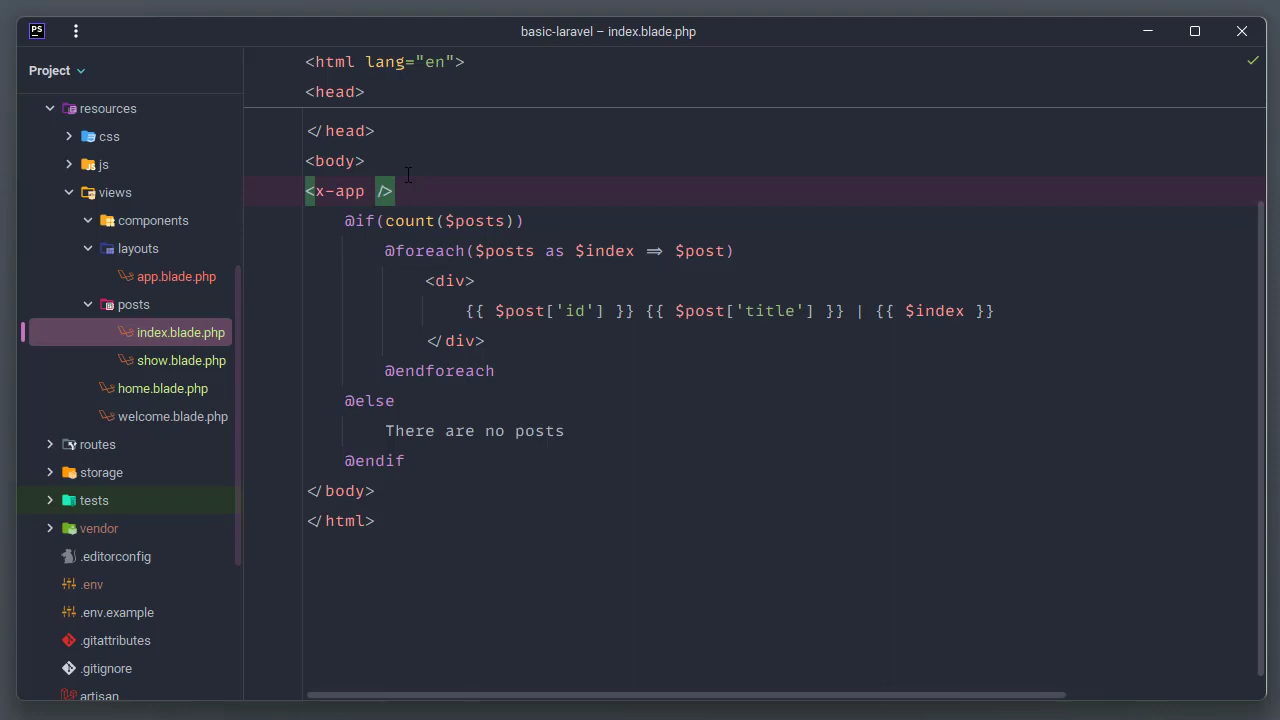 PS
basic-laravel – index.blade.php
Project
resources
css
js
views
components
layouts
app.blade.php
posts
index.blade.php
show.blade.php
home.blade.php
welcome.blade.php
routes
storage
tests
vendor
.editorconfig
.env
.env.example
.gitattributes
.gitignore
artisan
<html lang="en">
<head>
</head>
<body>
<x-app />
@if(count($posts))
@foreach($posts as $index => $post)
<div>
{{ $post['id'] }} {{ $post['title'] }} | {{ $index }}
</div>
@endforeach
@else
There are no posts
@endif
</body>
</html>